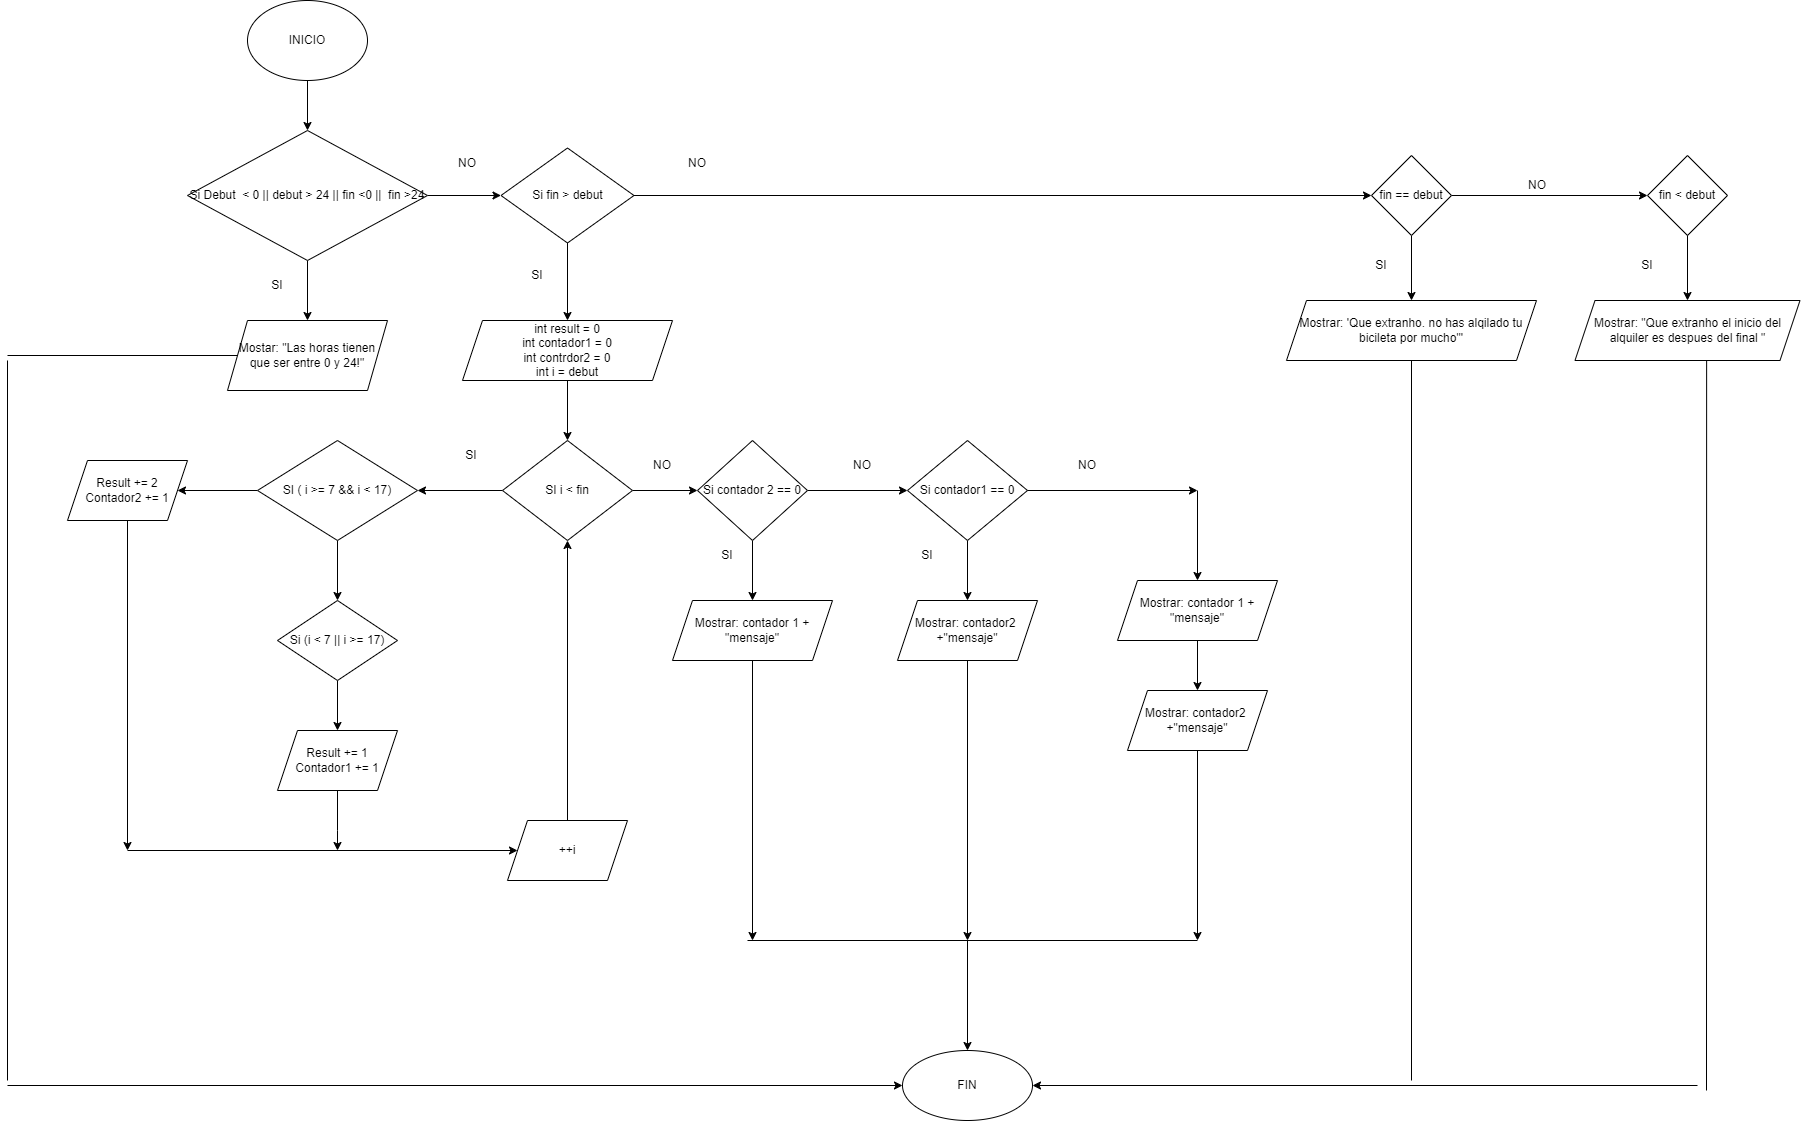 INICIO
NO
NO
Si Debut < 0 || debut > 24 || fin <0 || fin >24
Si fin > debut
fin == debut
NO
fin < debut
SI
SI
SI
SI
Mostar: "Las horas tienen
que ser entre 0 y 24!"
int result = 0
int contador1 = 0
int contrdor2 = 0
int i = debut
Mostrar: 'Que extranho. no has alqilado tu
bicileta por mucho'"
Mostrar: "Que extranho el inicio del
alquiler es despues del final "
SI
NO
NO
NO
Result += 2
Contador2 += 1
SI ( i >= 7 && i < 17)
SI i < fin
Si contador 2 == 0
Si contador1 == 0
SI
SI
Si (i < 7 || i >= 17)
Mostrar: contador 1 +
"mensaje"
Mostrar: contador2
+"mensaje"
Mostrar: contador 1 +
"mensaje"
Mostrar: contador2
+"mensaje"
Result += 1
Contador1 += 1
++i
FIN